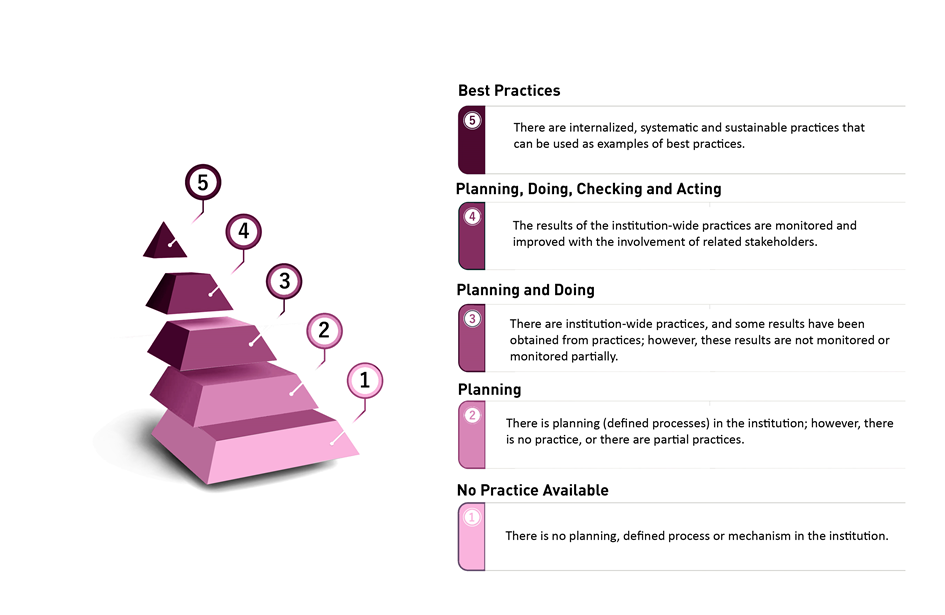 5
4
3
2
1
Best Practices
5
There are internalized, systematic and sustainable practices that
can be used as examples of best practices.
Planning, Doing, Checking and Acting
4
The results of the institution-wide practices are monitored and
improved with the involvement of related stakeholders.
Planning and Doing
3
There are institution-wide practices, and some results have been
obtained from practices; however, these results are not monitored or
monitored partially.
Planning
2
There is planning (defined processes) in the institution; however, there
is no practice, or there are partial practices.
No Practice Available
1
There is no planning, defined process or mechanism in the institution.